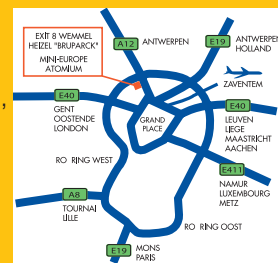 EXIT 8 WEMMEL
HEIZEL "BRUPARCK"
MINI-EUROPE
ATOMIUM
A12 ANTWERPEN
E19 ANTWERPEN
HOLLAND
ZAVENTEM
E40
GENT
OOSTENDE
LONDON
GRAND
PLACE
E40
LEUVEN
LIEGE
MAASTRICHT
AACHEN
RO RING WEST
E411
NAMUR
LUXEMBOURG
METZ
A8
TOURNAI
LILLE
RO RING OOST
E19 MONS
PARIS
,